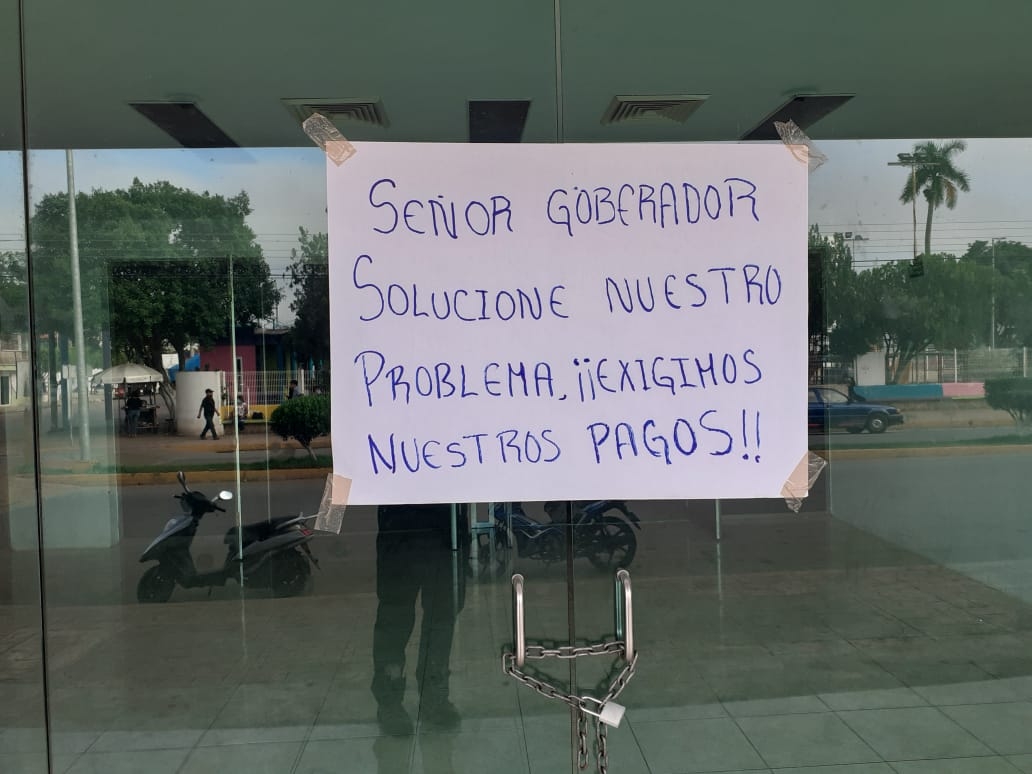 SEÑOR GOBERADOR
SOLUCIONE NUESTRO
PROBLEMA, ¡¡EXIGIMOS
NUESTROS PAGOS!!